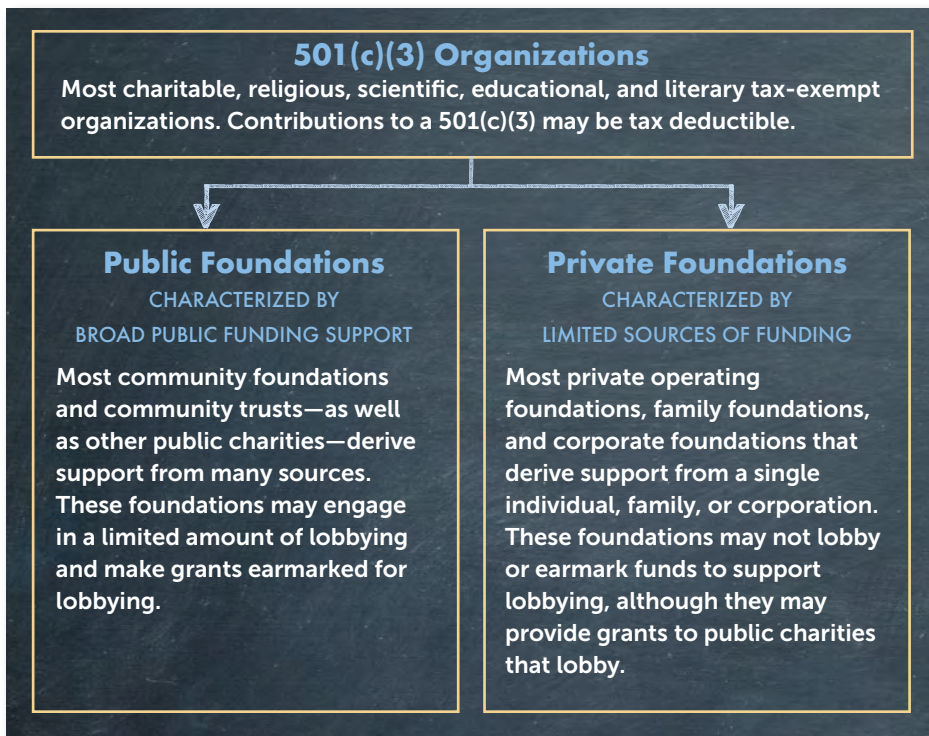 501(c)(3) Organizations
Most charitable, religious, scientific, educational, and literary tax-exempt
organizations. Contributions to a 501(c)(3) may be tax deductible.
Public Foundations
CHARACTERIZED BY
BROAD PUBLIC FUNDING SUPPORT
Most community foundations
and community trusts—as well
as other public charities—derive
support from many sources.
These foundations may engage
in a limited amount of lobbying
and make grants earmarked for
lobbying.
Private Foundations
CHARACTERIZED BY
LIMITED SOURCES OF FUNDING
Most private operating
foundations, family foundations,
and corporate foundations that
derive support from a single
individual, family, or corporation.
These foundations may not lobby
or earmark funds to support
lobbying, although they may
provide grants to public charities
that lobby.